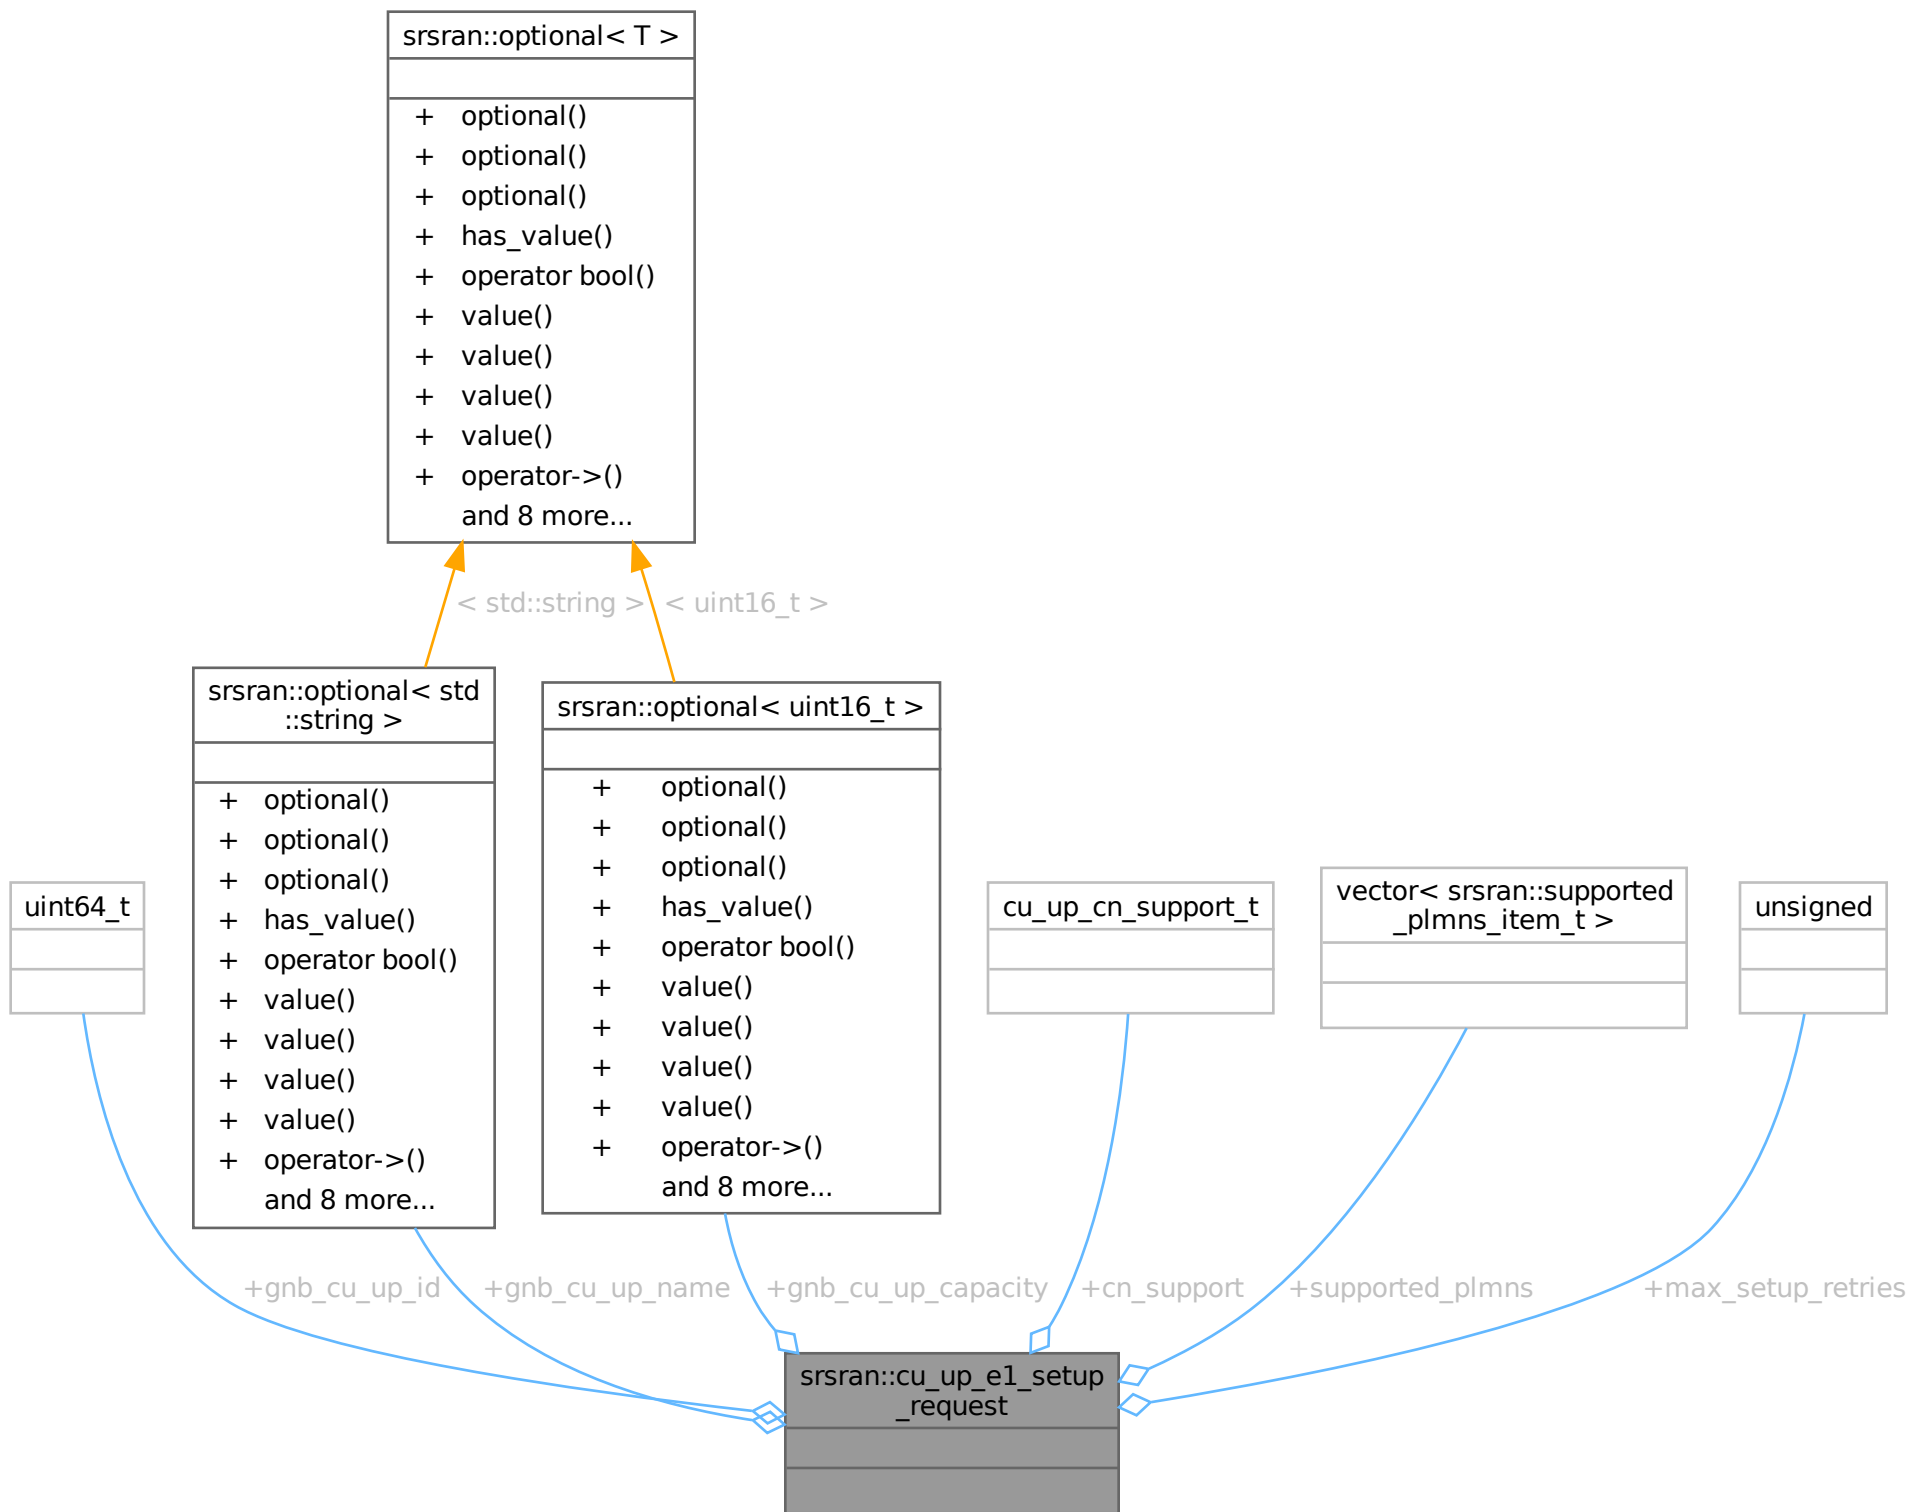 srsran::optional< T >
+ optional()
+ optional()
+ optional()
+ has_value()
+ operator bool()
+ value()
+ value()
+ value()
+ value()
+ operator->()
and 8 more...
< std::string >
< uint16_t >
uint64_t
srsran::optional< std
::string >
+ optional()
+ optional()
+ optional()
+ has_value()
+ operator bool()
+ value()
+ value()
+ value()
+ value()
+ operator->()
and 8 more...
srsran::optional< uint16_t >
+ optional()
+ optional()
+ optional()
+ has_value()
+ operator bool()
+ value()
+ value()
+ value()
+ value()
+ operator->()
and 8 more...
cu_up_cn_support_t
vector< srsran::supported
_plmns_item_t >
unsigned
+gnb_cu_up_id
+gnb_cu_up_name
+gnb_cu_up_capacity
+cn_support
+supported_plmns
+max_setup_retries
srsran::cu_up_e1_setup
_request